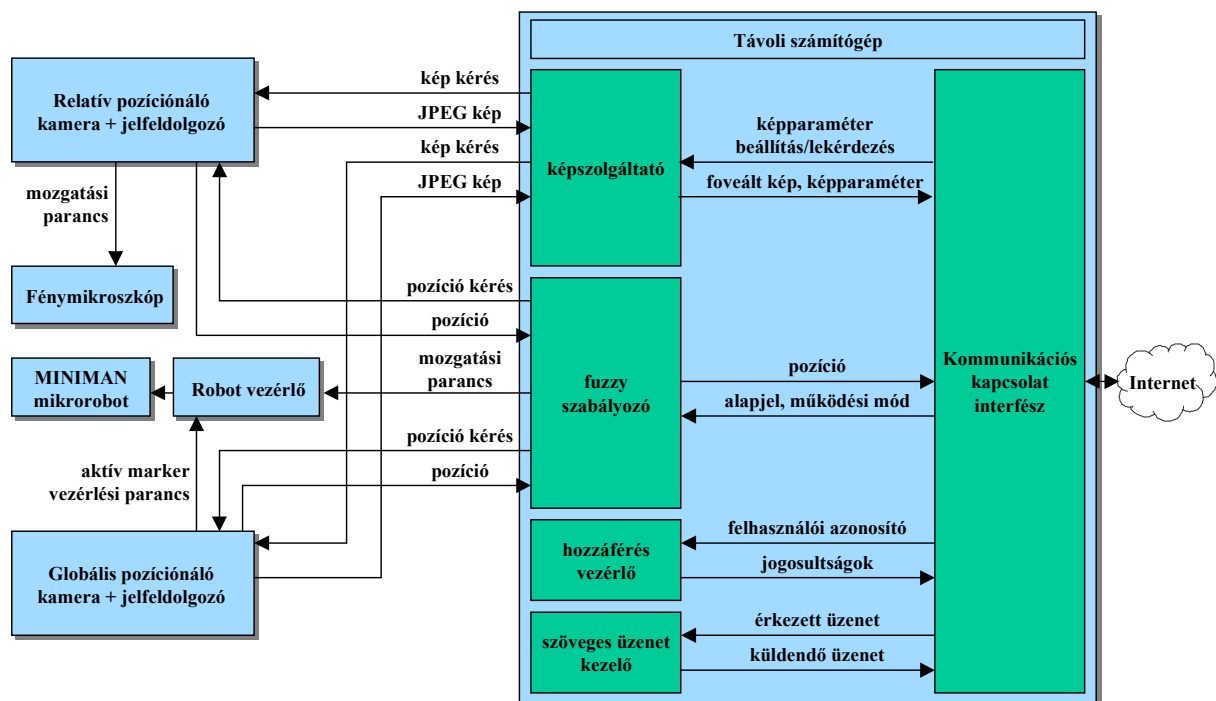 Távoli számítógép
Relatív pozíciónáló
kamera + jelfeldolgozó
kép kérés
JPEG kép
kép kérés
JPEG kép
képszolgáltató
képparaméter
beállítás/lekérdezés
foveált kép, képparaméter
mozgatási
parancs
Fénymikroszkóp
pozíció kérés
pozíció
mozgatási
parancs
MINIMAN
mikrorobot
Robot vezérlő
fuzzy
szabályozó
pozíció
alapjel, működési mód
Kommunikációs
kapcsolat
interfész
Internet
pozíció kérés
pozíció
aktív marker
vezérlési parancs
Globális pozíciónáló
kamera + jelfeldolgozó
hozzáférés
vezérlő
felhasználói azonosító
jogosultságok
szöveges üzenet
kezelő
érkezett üzenet
küldendő üzenet